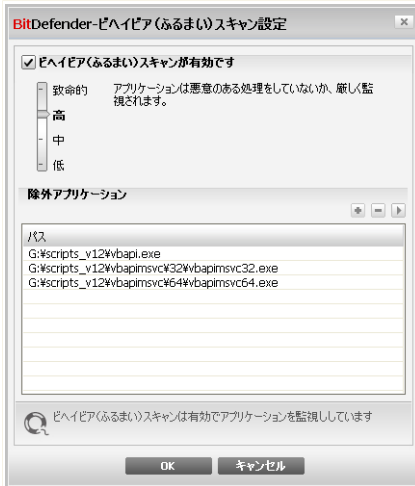 BitDefender-ビヘイビア(ふるまい)スキャン設定
ビヘイビア(ふるまい)スキャンが有効です
致命的
アプリケーションは悪意のある処理をしていないか、厳しく監
視されます。
高
中
低
除外アプリケーション
パス
G:¥scripts_v12¥vbapi.exe
G:¥scripts_v12¥vbapimsvc¥32¥vbapimsvc32.exe
G:¥scripts_v12¥vbapimsvc¥64¥vbapimsvc64.exe
ビヘイビア(ふるまい)スキャンは有効でアプリケーションを監視ししています
OK キャンセル